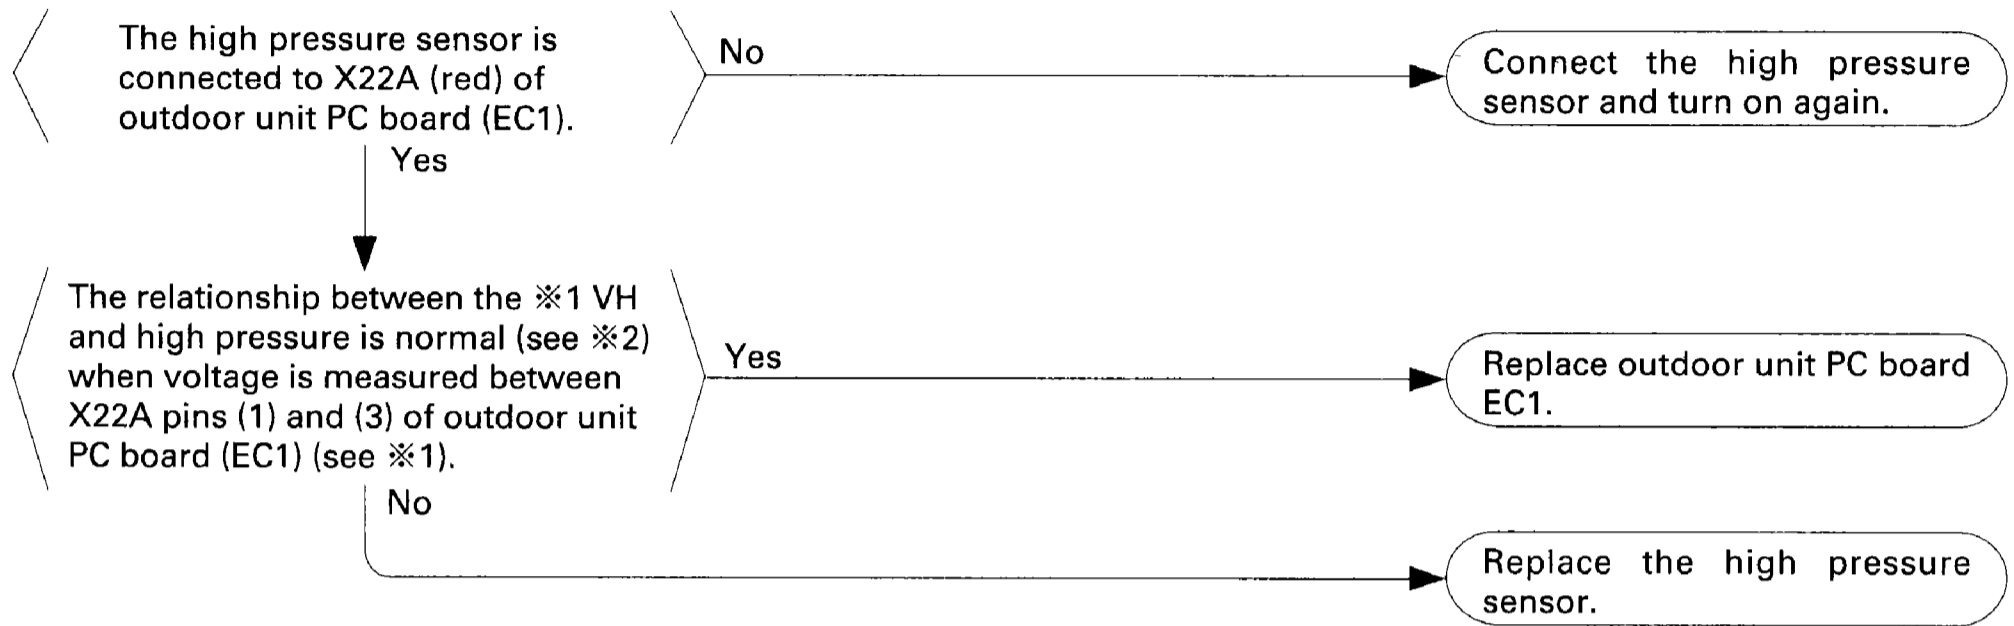 The high pressure sensor is
connected to X22A (red) of
outdoor unit PC board (EC1).
No
Connect the high pressure
sensor and turn on again.
Yes
The relationship between the ※1 VH
and high pressure is normal (see ※2)
when voltage is measured between
X22A pins (1) and (3) of outdoor unit
PC board (EC1) (see ※1).
Yes
Replace outdoor unit PC board
EC1.
No
Replace the high pressure
sensor.